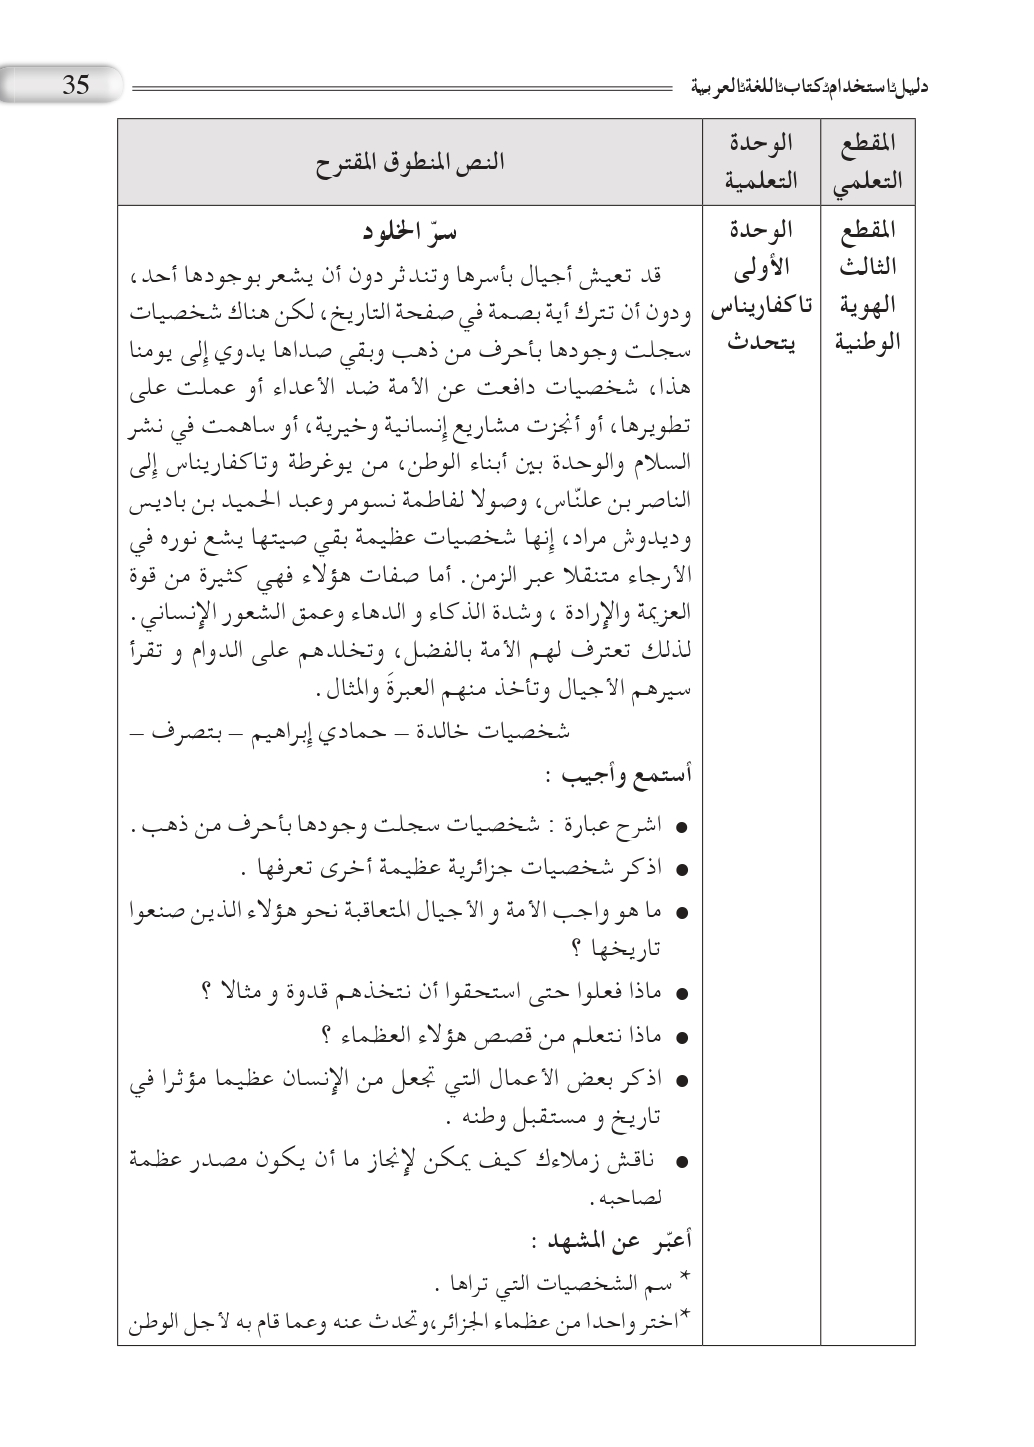 دليل استخدام كتاب اللغة العربية
35
المقطع
التعلمي
الوحدة
التعلمية
النص المنطوق المقترح
المقطع
الثالث
الهوية
الوطنية
الوحدة
الأولى
تاكفاريناس
يتحدث
سرّ الخلود
قد تعيش أجيال بأسرها وتندثر دون أن يشعر بوجودها أحد،
ودون أن تترك أية بصمة في صفحة التاريخ، لكن هناك شخصيات
سجلت وجودها بأحرف من ذهب وبقي صداها يدوي إلى يومنا
هذا، شخصيات دافعت عن الأمة ضد الأعداء أو عملت على
تطويرها، أو أنجزت مشاريع إنسانية وخيرية، أو ساهمت في نشر
السلام والوحدة بين أبناء الوطن، من يوغرطة وتاكفاريناس إلى
الناصر بن علنّاس، وصولا لفاطمة نسومر وعبد الحميد بن باديس
وديدوش مراد، إنها شخصيات عظيمة بقي صيتها يشع نوره في
الأرجاء متنقلا عبر الزمن. أما صفات هؤلاء فهي كثيرة من قوة
العزيمة والإرادة ، وشدة الذكاء و الدهاء وعمق الشعور الإنساني.
لذلك تعترف لهم الأمة بالفضل، وتخلدهم على الدوام و تقرأ
سيرهم الأجيال وتأخذ منهم العبرةَ والمثال .
شخصيات خالدة – حمادي إبراهيم – بتصرف –
أستمع وأجيب :
● اشرح عبارة : شخصيات سجلت وجودها بأحرف من ذهب .
● اذكر شخصيات جزائرية عظيمة أخرى تعرفها .
● ما هو واجب الأمة و الأجيال المتعاقبة نحو هؤلاء الذين صنعوا
تاريخها ؟
● ماذا فعلوا حتى استحقوا أن نتخذهم قدوة و مثالا ؟
● ماذا نتعلم من قصص هؤلاء العظماء ؟
● اذكر بعض الأعمال التي تجعل من الإنسان عظيما مؤثرا في
تاريخ و مستقبل وطنه .
● ناقش زملاءك كيف يمكن لإنجاز ما أن يكون مصدر عظمة
لصاحبه.
أعبّر عن المشهد :
* سم الشخصيات التي تراها .
*اختر واحدا من عظماء الجزائر،وتحدث عنه وعما قام به لأجل الوطن